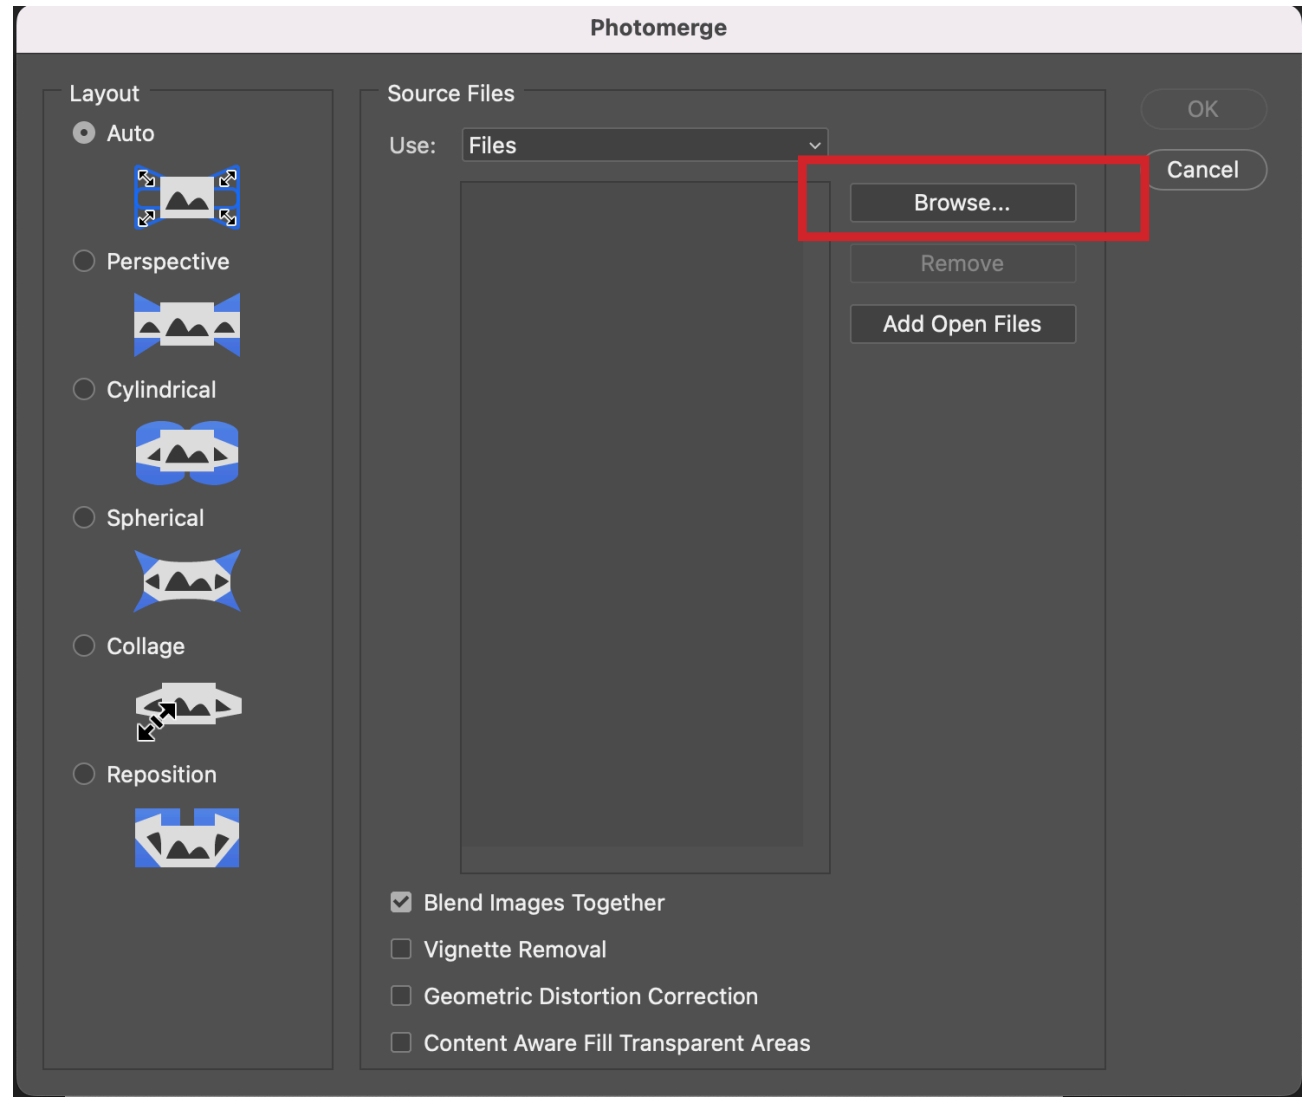 Photomerge
Layout
Auto
Perspective
Cylindrical
Spherical
Collage
Reposition
Source Files
Use: Files
Browse...
Remove
Add Open Files
Blend Images Together
Vignette Removal
Geometric Distortion Correction
Content Aware Fill Transparent Areas
OK
Cancel